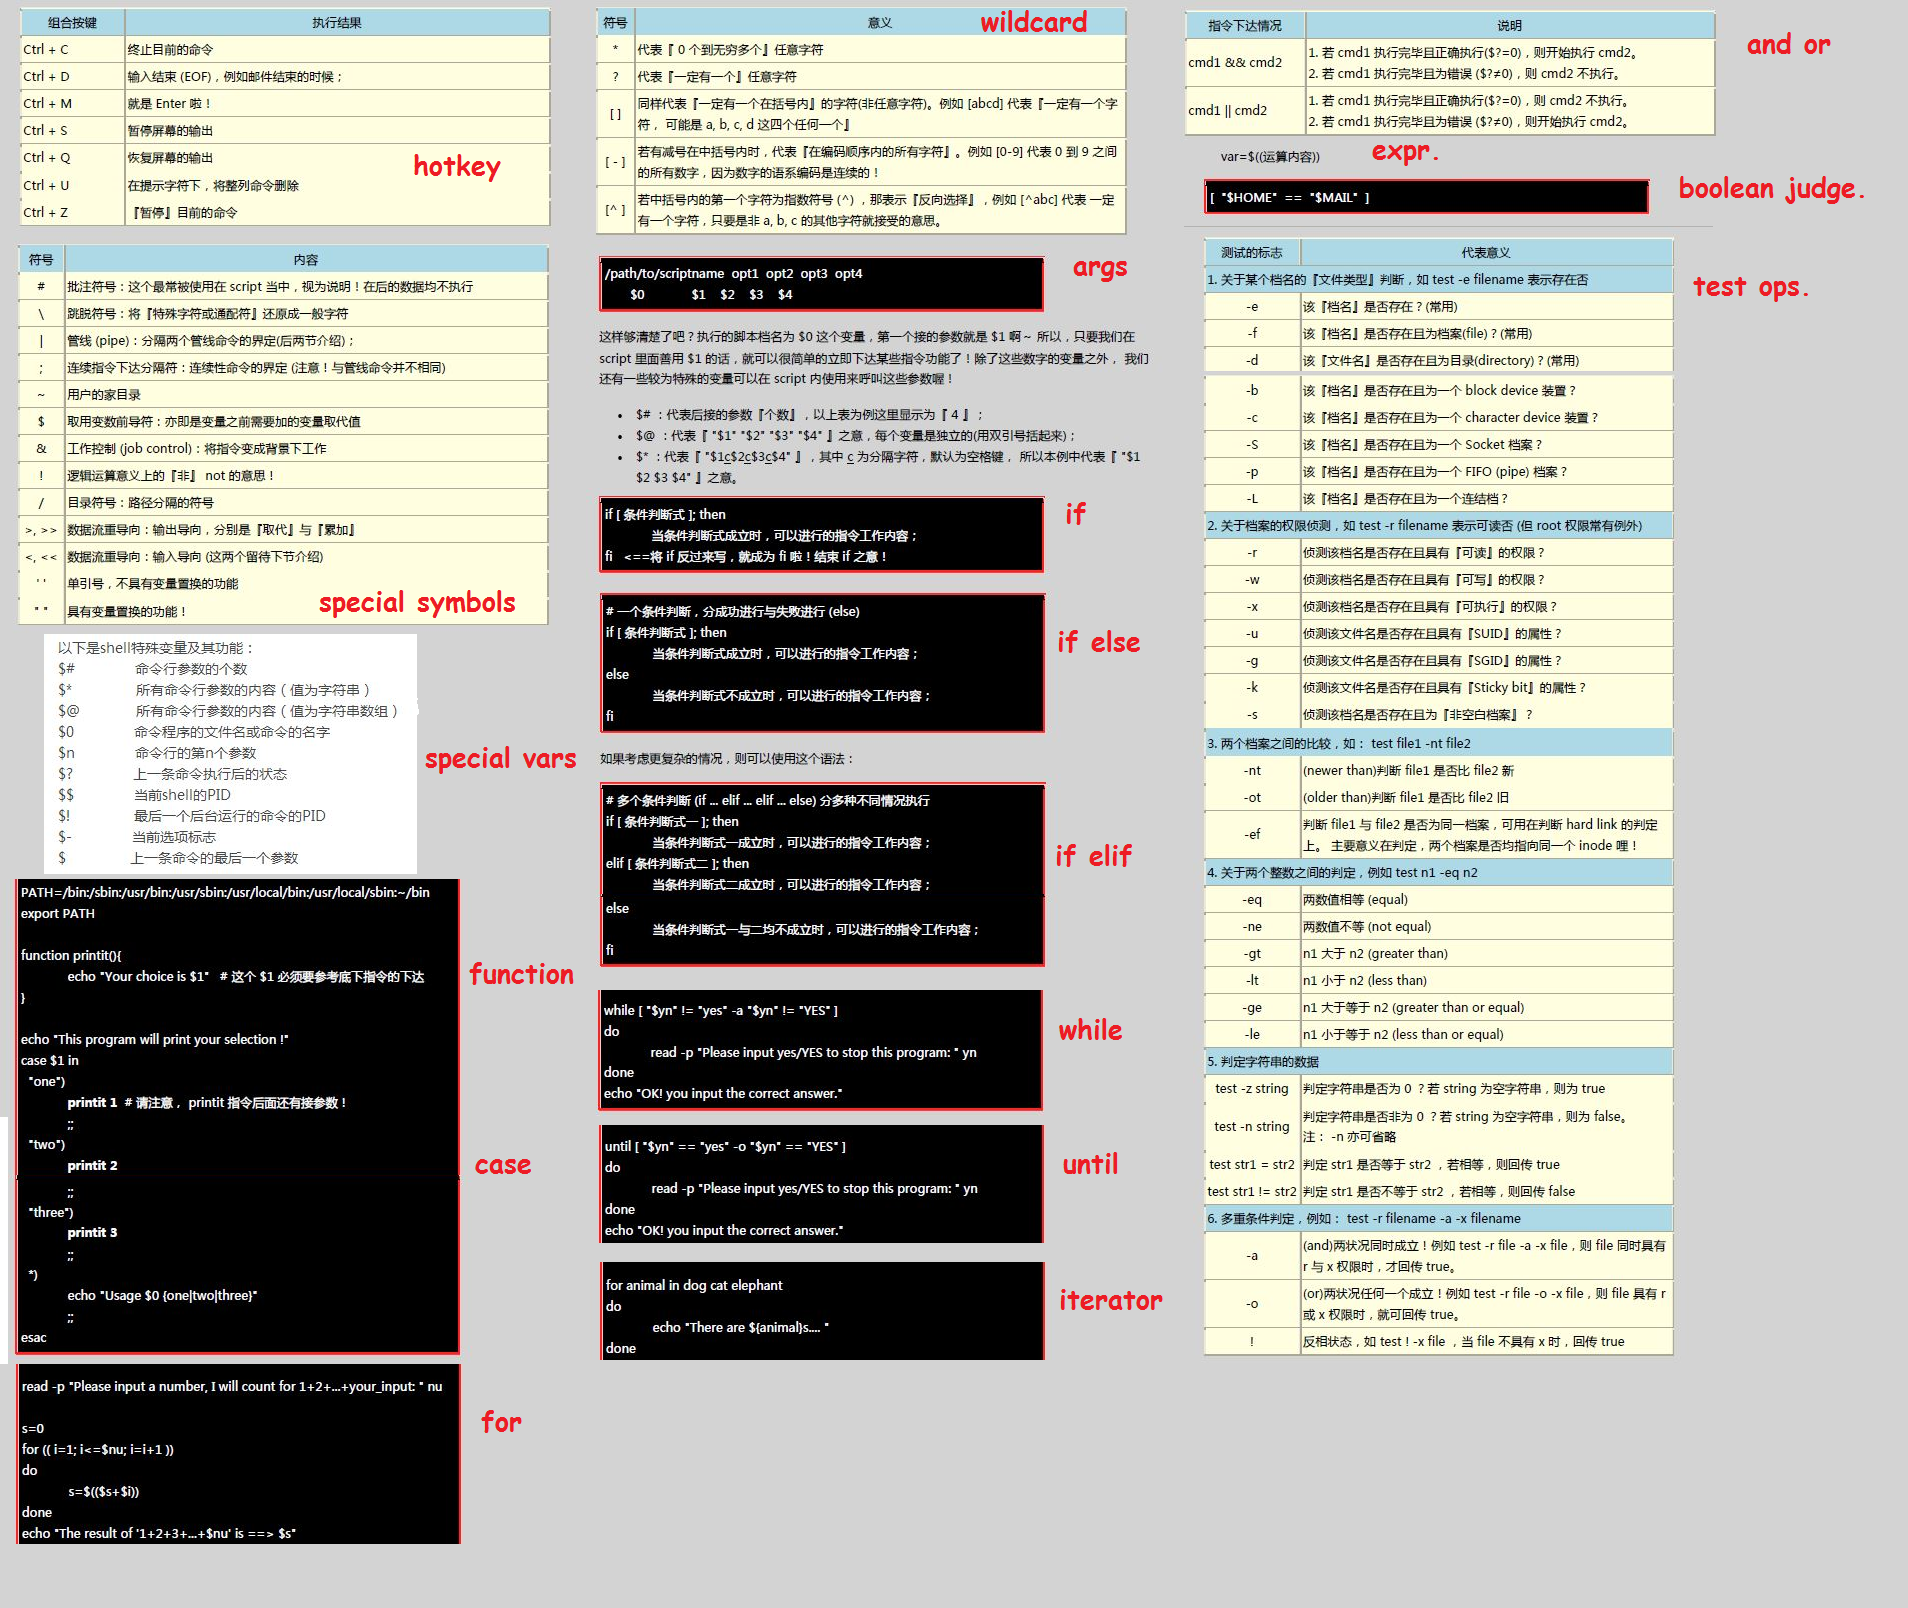 组合按键 执行结果
Ctrl + C 终止目前的命令
Ctrl + D 输入结束 (EOF)，例如邮件结束的时候；
Ctrl + M 就是 Enter 啦！
Ctrl + S 暂停屏幕的输出
Ctrl + Q 恢复屏幕的输出
Ctrl + U 在提示字符下，将整列命令删除
Ctrl + Z 『暂停』目前的命令
hotkey
符号 内容
# 批注符号：这个最常被使用在 script 当中，视为说明！在后的数据均不执行
\ 跳脱符号：将『特殊字符或通配符』还原成一般字符
| 管线 (pipe)：分隔两个管线命令的界定(后两节介绍)；
; 连续指令下达分隔符：连续性命令的界定 (注意！与管线命令并不相同)
~ 用户的家目录
$ 取用变数前导符：亦即是变量之前需要加的变量取代值
& 工作控制 (job control)：将指令变成背景下工作
! 逻辑运算意义上的『非』 not 的意思！
/ 目录符号：路径分隔的符号
>, >> 数据流重导向：输出导向，分别是『取代』与『累加』
<, << 数据流重导向：输入导向 (这两个留待下节介绍)
' ' 单引号，不具有变量置换的功能
" " 具有变量置换的功能！
special symbols
以下是shell特殊变量及其功能：
$# 命令行参数的个数
$* 所有命令行参数的内容（值为字符串）
$@ 所有命令行参数的内容（值为字符串数组）
$0 命令程序的文件名或命令的名字
$n 命令行的第n个参数
$? 上一条命令执行后的状态
$$ 当前shell的PID
$! 最后一个后台运行的命令的PID
$- 当前选项标志
$ 上一条命令的最后一个参数
special vars
PATH=/bin:/sbin:/usr/bin:/usr/sbin:/usr/local/bin:/usr/local/sbin:~/bin
export PATH
function printit(){
echo "Your choice is $1" # 这个 $1 必须要参考底下指令的下达
}
function
echo "This program will print your selection !"
case $1 in
"one")
printit 1 # 请注意， printit 指令后面还有接参数！
;;
"two")
printit 2
;;
"three")
printit 3
;;
*)
echo "Usage $0 {one|two|three}"
;;
esac
case
read -p "Please input a number, I will count for 1+2+...+your_input: " nu
s=0
for (( i=1; i<=$nu; i=i+1 ))
do
s=$(($s+$i))
done
echo "The result of '1+2+3+...+$nu' is ==> $s"
for
符号 意义
wildcard
* 代表『 0 个到无穷多个』任意字符
? 代表『一定有一个』任意字符
[ ] 同样代表『一定有一个在括号内』的字符(非任意字符)。例如 [abcd] 代表『一定有一个字
符， 可能是 a, b, c, d 这四个任何一个』
[ - ] 若有减号在中括号内时，代表『在编码顺序内的所有字符』。例如 [0-9] 代表 0 到 9 之间
的所有数字，因为数字的语系编码是连续的！
[^ ] 若中括号内的第一个字符为指数符号 (^) ，那表示『反向选择』，例如 [^abc] 代表 一定
有一个字符，只要是非 a, b, c 的其他字符就接受的意思。
/path/to/scriptname opt1 opt2 opt3 opt4
$0 $1 $2 $3 $4
args
这样够清楚了吧？执行的脚本档名为 $0 这个变量，第一个接的参数就是 $1 啊～ 所以，只要我们在
script 里面善用 $1 的话，就可以很简单的立即下达某些指令功能了！除了这些数字的变量之外， 我们
还有一些较为特殊的变量可以在 script 内使用来呼叫这些参数喔！
• $# ：代表后接的参数『个数』，以上表为例这里显示为『 4 』；
• $@ ：代表『 "$1" "$2" "$3" "$4" 』之意，每个变量是独立的(用双引号括起来)；
• $* ：代表『 "$1c$2c$3c$4" 』，其中 c 为分隔字符，默认为空格键， 所以本例中代表『 "$1
$2 $3 $4" 』之意。
if [ 条件判断式 ]; then
当条件判断式成立时，可以进行的指令工作内容；
fi <==将 if 反过来写，就成为 fi 啦！结束 if 之意！
if
# 一个条件判断，分成功进行与失败进行 (else)
if [ 条件判断式 ]; then
当条件判断式成立时，可以进行的指令工作内容；
else
当条件判断式不成立时，可以进行的指令工作内容；
fi
if else
如果考虑更复杂的情况，则可以使用这个语法：
# 多个条件判断 (if ... elif ... elif ... else) 分多种不同情况执行
if [ 条件判断式一 ]; then
当条件判断式一成立时，可以进行的指令工作内容；
elif [ 条件判断式二 ]; then
当条件判断式二成立时，可以进行的指令工作内容；
else
当条件判断式一与二均不成立时，可以进行的指令工作内容；
fi
if elif
while [ "$yn" != "yes" -a "$yn" != "YES" ]
do
read -p "Please input yes/YES to stop this program: " yn
done
echo "OK! you input the correct answer."
while
until [ "$yn" == "yes" -o "$yn" == "YES" ]
do
read -p "Please input yes/YES to stop this program: " yn
done
echo "OK! you input the correct answer."
until
for animal in dog cat elephant
do
echo "There are ${animal}s.... "
done
iterator
指令下达情况 说明
cmd1 && cmd2 1. 若 cmd1 执行完毕且正确执行($?=0)，则开始执行 cmd2。
2. 若 cmd1 执行完毕且为错误 ($?≠0)，则 cmd2 不执行。
cmd1 || cmd2 1. 若 cmd1 执行完毕且正确执行($?=0)，则 cmd2 不执行。
2. 若 cmd1 执行完毕且为错误 ($?≠0)，则开始执行 cmd2。
and or
var=$((运算内容))
expr.
[ "$HOME" == "$MAIL" ]
boolean judge.
测试的标志 代表意义
test ops.
1. 关于某个档名的『文件类型』判断，如 test -e filename 表示存在否
-e 该『档名』是否存在？(常用)
-f 该『档名』是否存在且为档案(file)？(常用)
-d 该『文件名』是否存在且为目录(directory)？(常用)
-b 该『档名』是否存在且为一个 block device 装置？
-c 该『档名』是否存在且为一个 character device 装置？
-S 该『档名』是否存在且为一个 Socket 档案？
-p 该『档名』是否存在且为一个 FIFO (pipe) 档案？
-L 该『档名』是否存在且为一个连结档？
2. 关于档案的权限侦测，如 test -r filename 表示可读否 (但 root 权限常有例外)
-r 侦测该档名是否存在且具有『可读』的权限？
-w 侦测该档名是否存在且具有『可写』的权限？
-x 侦测该档名是否存在且具有『可执行』的权限？
-u 侦测该文件名是否存在且具有『SUID』的属性？
-g 侦测该文件名是否存在且具有『SGID』的属性？
-k 侦测该文件名是否存在且具有『Sticky bit』的属性？
-s 侦测该档名是否存在且为『非空白档案』？
3. 两个档案之间的比较，如： test file1 -nt file2
-nt (newer than)判断 file1 是否比 file2 新
-ot (older than)判断 file1 是否比 file2 旧
-ef 判断 file1 与 file2 是否为同一档案，可用在判断 hard link 的判定
上。 主要意义在判定，两个档案是否均指向同一个 inode 哩！
4. 关于两个整数之间的判定，例如 test n1 -eq n2
-eq 两数值相等 (equal)
-ne 两数值不等 (not equal)
-gt n1 大于 n2 (greater than)
-lt n1 小于 n2 (less than)
-ge n1 大于等于 n2 (greater than or equal)
-le n1 小于等于 n2 (less than or equal)
5. 判定字符串的数据
test -z string 判定字符串是否为 0 ？若 string 为空字符串，则为 true
test -n string 判定字符串是否非为 0 ？若 string 为空字符串，则为 false。
注： -n 亦可省略
test str1 = str2 判定 str1 是否等于 str2 ，若相等，则回传 true
test str1 != str2 判定 str1 是否不等于 str2 ，若相等，则回传 false
6. 多重条件判定，例如： test -r filename -a -x filename
-a (and)两状况同时成立！例如 test -r file -a -x file，则 file 同时具有
r 与 x 权限时，才回传 true。
-o (or)两状况任何一个成立！例如 test -r file -o -x file，则 file 具有 r
或 x 权限时，就可回传 true。
! 反相状态，如 test ! -x file ，当 file 不具有 x 时，回传 true